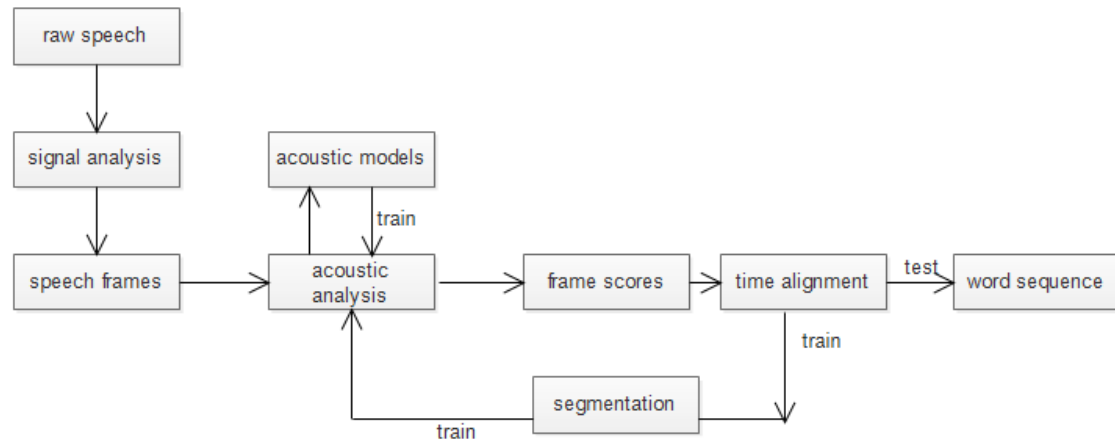 raw speech
signal analysis
acoustic models
train
speech frames
acoustic
analysis
frame scores
time alignment
test
word sequence
train
segmentation
train